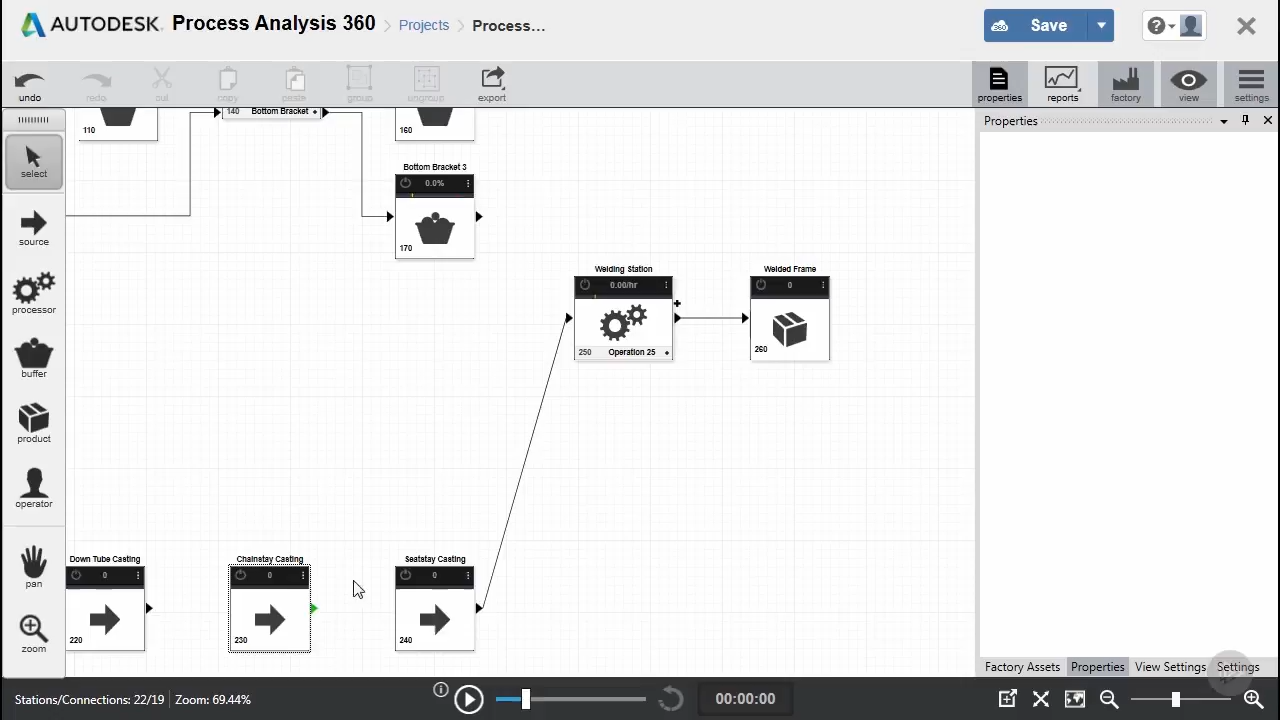 AUTODESK. Process Analysis 360 Projects Process...
360 Save
?
undo redo cut copy paste group ungroup export
properties reports factory view settings
Properties
select
source
processor
buffer
product
operator
pan
zoom
110
140 Bottom Bracket
160
Bottom Bracket 3
0.0%
170
Welding Station
0.00/hr
250 Operation 25
Welded Frame
0
260
Down Tube Casting
0
220
Chainstay Casting
0
230
Seatstay Casting
0
240
Factory Assets Properties View Settings Settings
Stations/Connections: 22/19 Zoom: 69.44%
00:00:00